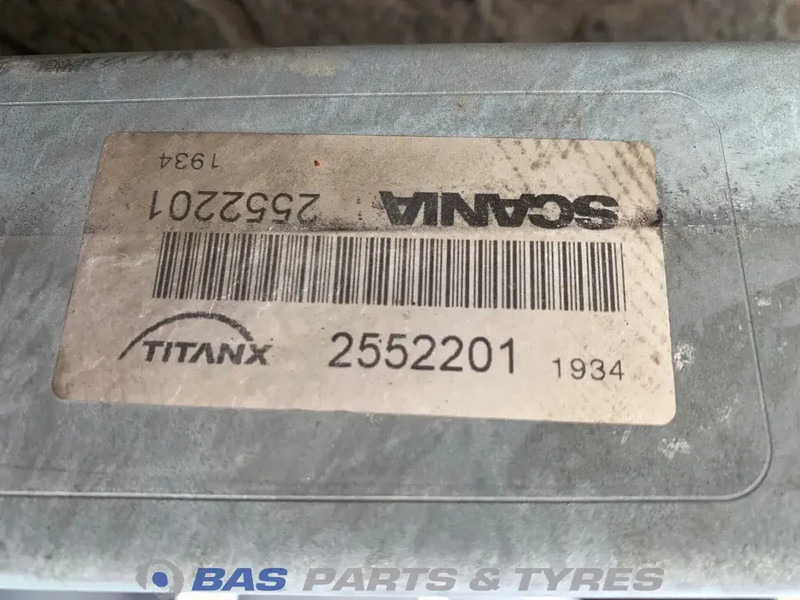 1934
2552201 SCANIA
TITANX 2552201 1934
BAS PARTS & TYRES